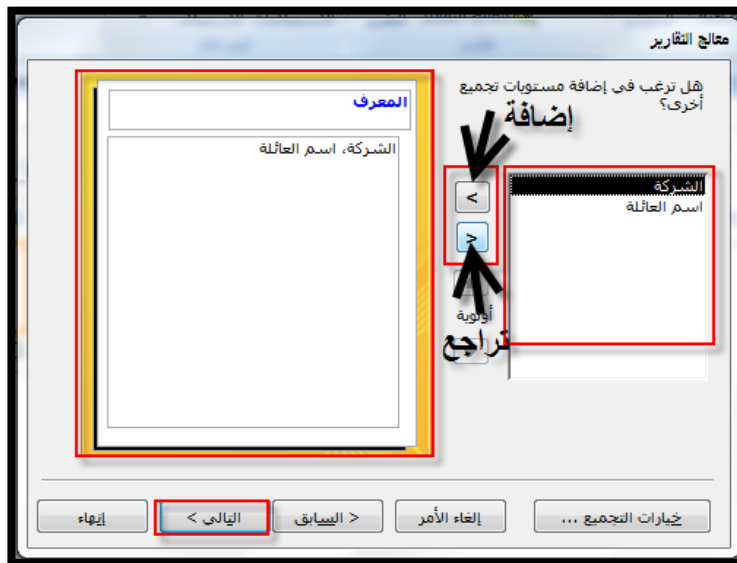 معالج التقارير
هل ترغب في إضافة مستويات تجميع
أخرى؟
إضافة
الشركة
اسم العائلة
>
<
أولوية
تراجع
المعرف
الشركة، اسم العائلة
خيارات التجميع ...
إلغاء الأمر
< السابق
التالي >
إنهاء